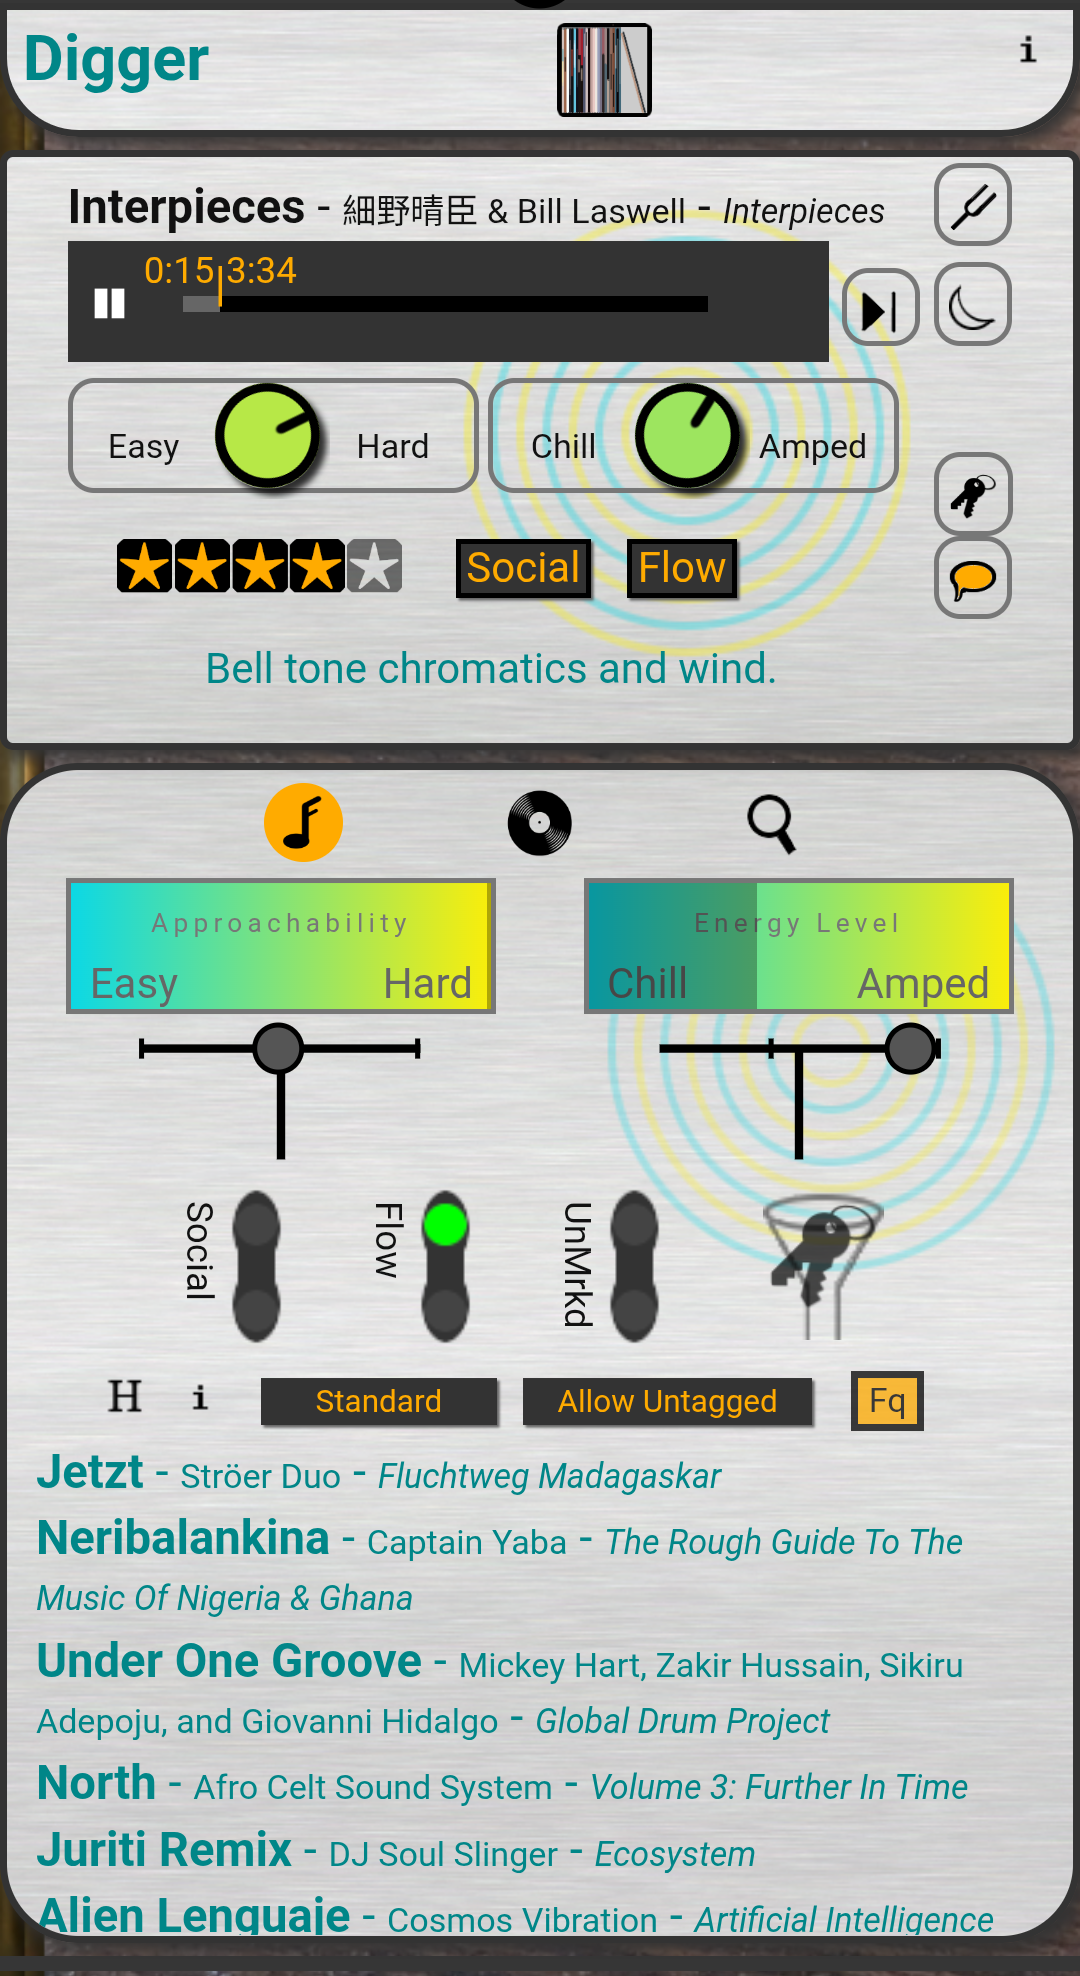 Digger
i
Interpieces - 細野晴臣 & Bill Laswell - Interpieces
0:15 3:34
Easy Hard Chill Amped
Social Flow
Bell tone chromatics and wind.
Approachability Energy Level
Easy Hard Chill Amped
Social Flow UnMrkd
H i Standard Allow Untagged Fq
Jetzt - Ströer Duo - Fluchtweg Madagaskar
Neribalankina - Captain Yaba - The Rough Guide To The
Music Of Nigeria & Ghana
Under One Groove - Mickey Hart, Zakir Hussain, Sikiru
Adepoju, and Giovanni Hidalgo - Global Drum Project
North - Afro Celt Sound System - Volume 3: Further In Time
Juriti Remix - DJ Soul Slinger - Ecosystem
Alien Lenguaje - Cosmos Vibration - Artificial Intelligence